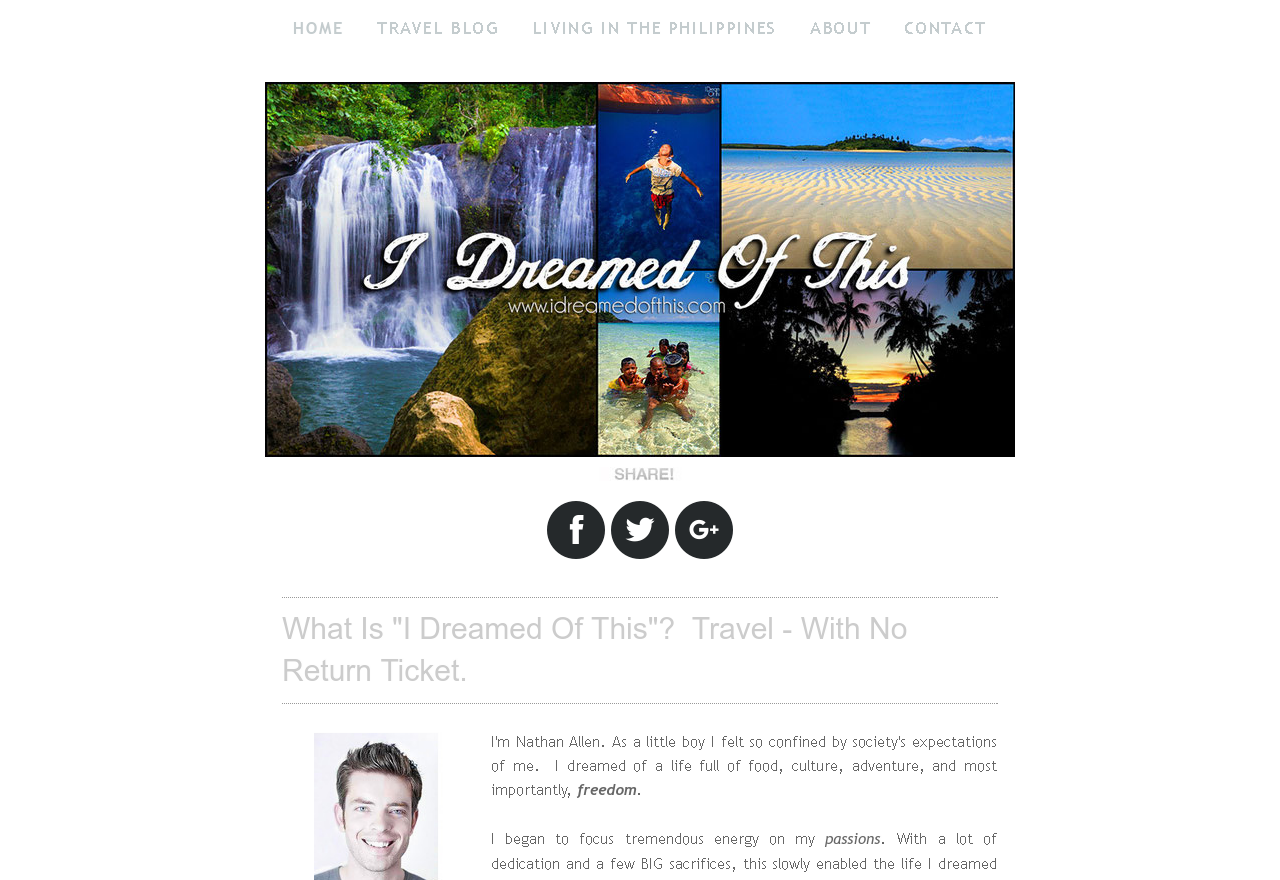 HOME TRAVEL BLOG LIVING IN THE PHILIPPINES ABOUT CONTACT
I Dreamed Of This
www.idreamedofthis.com
SHARE!
What Is "I Dreamed Of This"?  Travel - With No
Return Ticket.
I'm Nathan Allen. As a little boy I felt so confined by society's expectations
of me.  I dreamed of a life full of food, culture, adventure, and most
importantly, freedom.
I began to focus tremendous energy on my passions. With a lot of
dedication and a few BIG sacrifices, this slowly enabled the life I dreamed